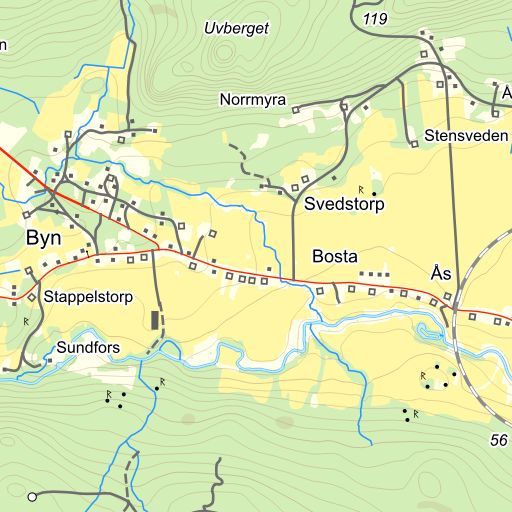 119
Uvberget
n
Norrmyra
Å
Stensveden
R
Svedstorp
Byn
Bosta
Ås
Stappelstorp
R
Sundfors
R
R
R
R
R
R
56